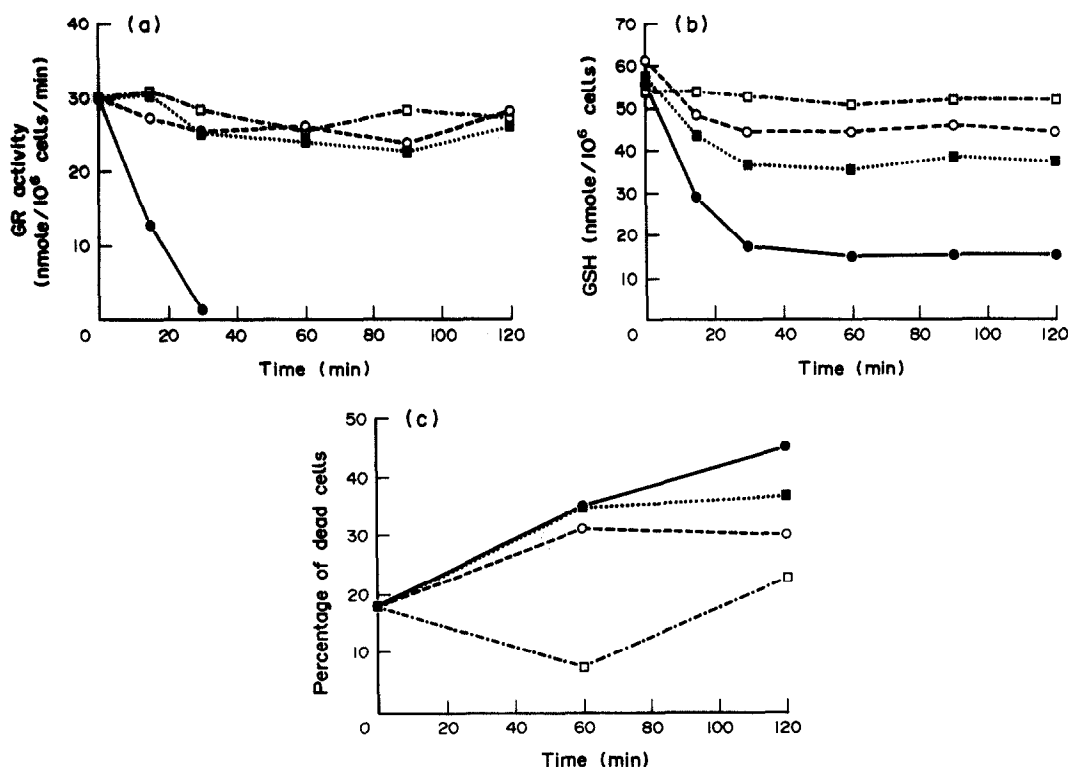 (a)
40
30
20
10
0 20 40 60 80 100 120
Time (min)
GR activity
(nmole/10⁶ cells/min)
(b)
70
60
50
40
30
20
10
0 20 40 60 80 100 120
Time (min)
GSH (nmole/10⁶ cells)
(c)
50
40
30
20
10
0 20 40 60 80 100 120
Time (min)
Percentage of dead cells